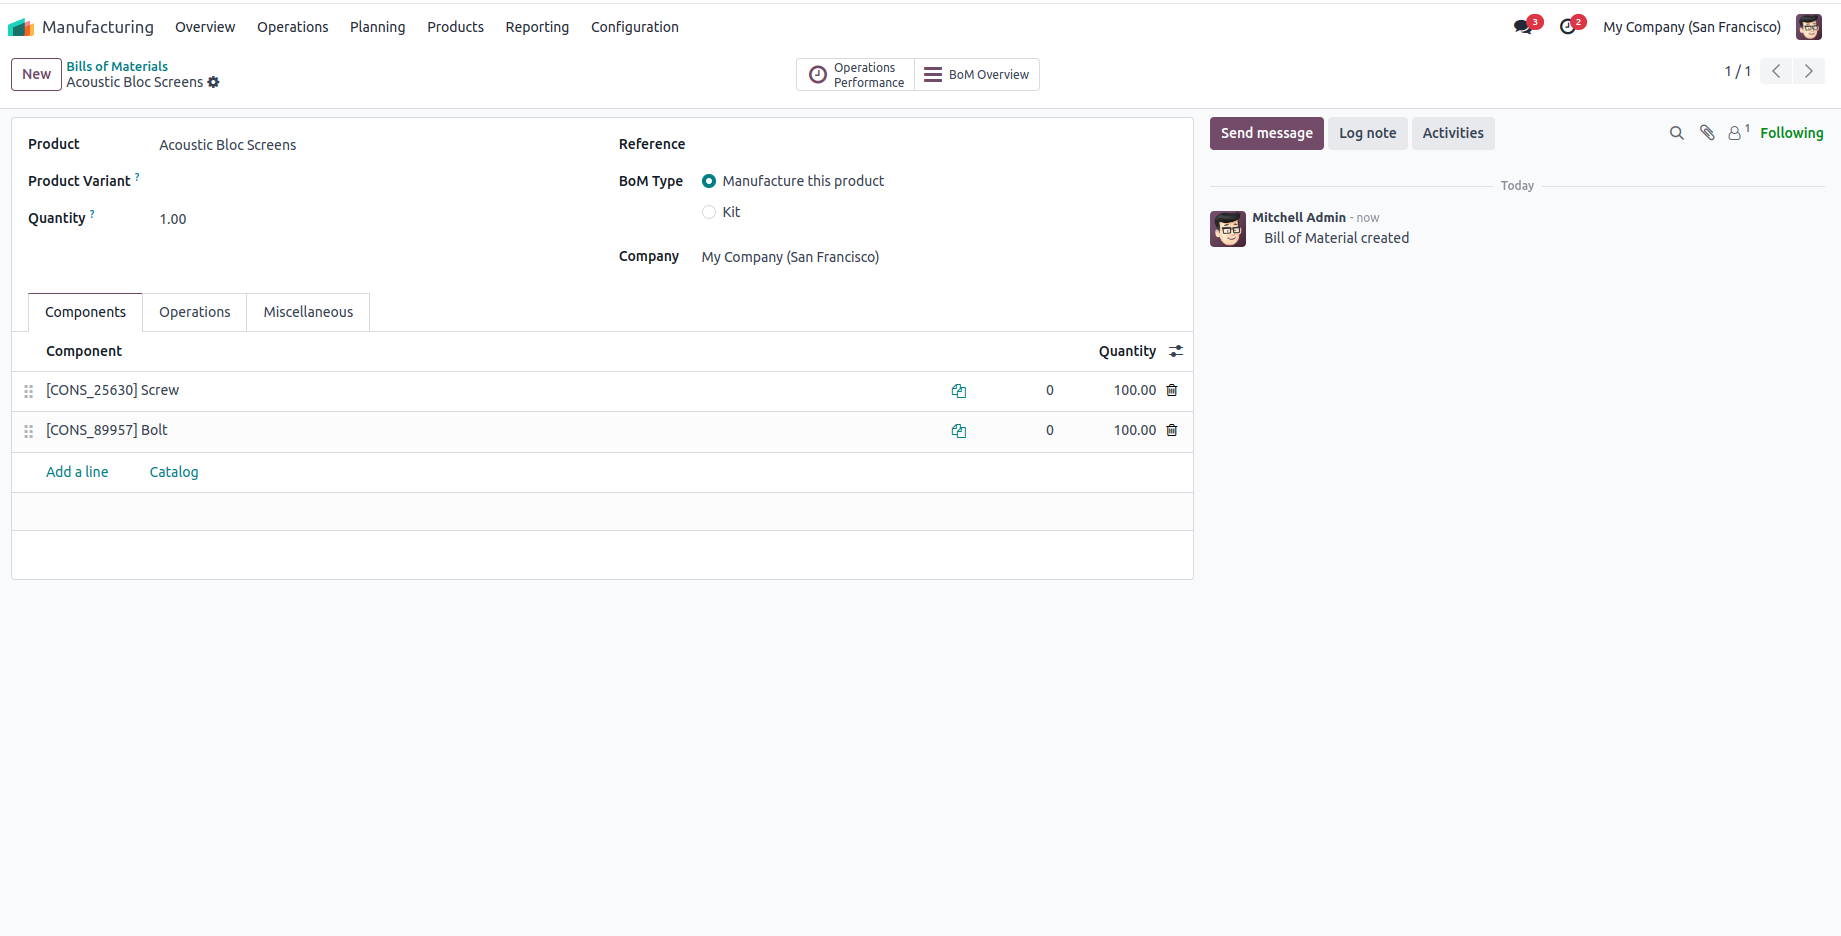 Manufacturing Overview Operations Planning Products Reporting Configuration 3 2 My Company (San Francisco)
New Bills of Materials Operations Performance BoM Overview 1 / 1
Acoustic Bloc Screens
Product Acoustic Bloc Screens Reference Send message Log note Activities 1 Following
Product Variant ? BoM Type Manufacture this product Today
Quantity ? 1.00 Kit Mitchell Admin - now
Bill of Material created
Company My Company (San Francisco)
Components Operations Miscellaneous
Component Quantity
[CONS_25630] Screw 0 100.00
[CONS_89957] Bolt 0 100.00
Add a line Catalog